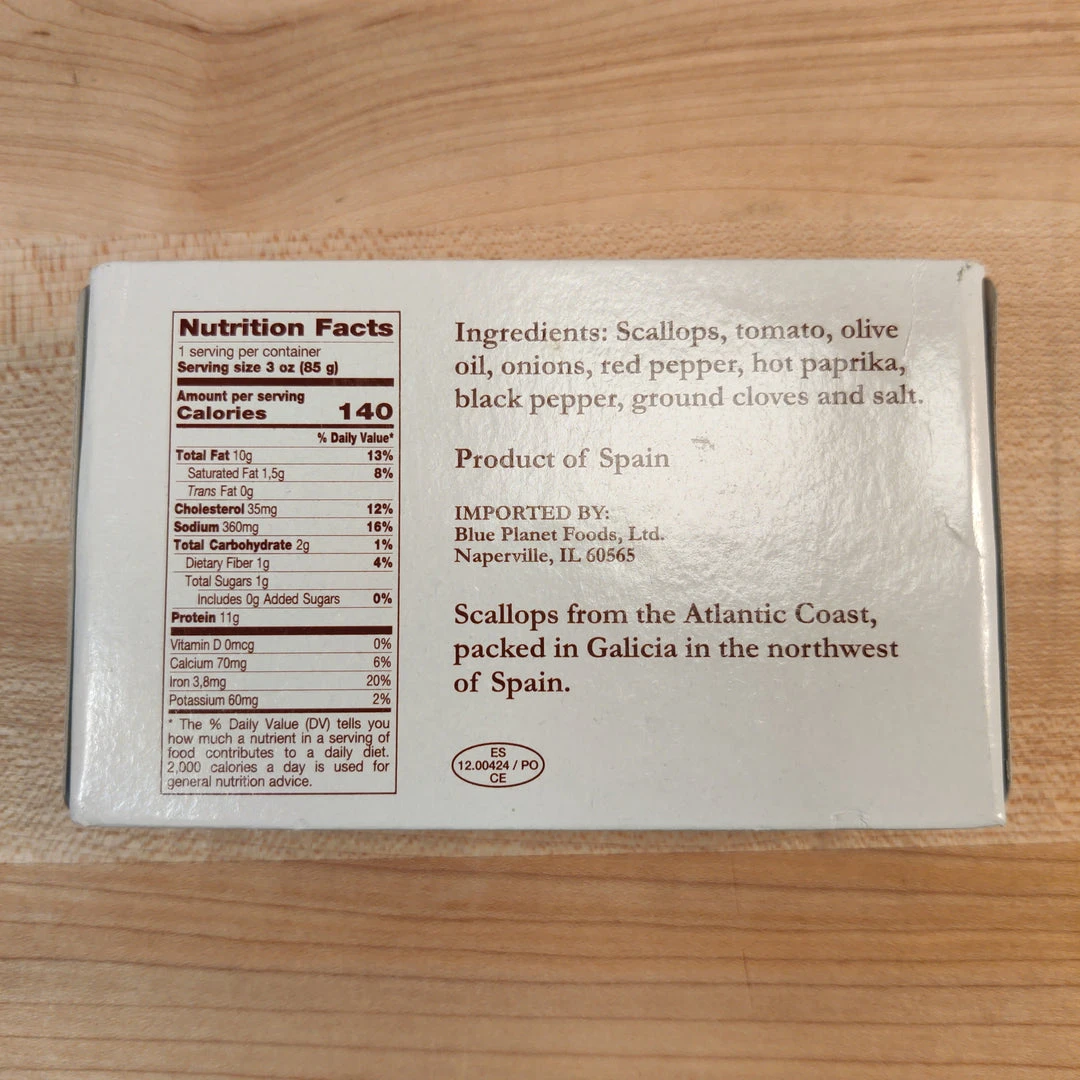 Nutrition Facts
1 serving per container
Serving size 3 oz (85 g)
Amount per serving
Calories 140
% Daily Value*
Total Fat 10g 13%
Saturated Fat 1,5g 8%
Trans Fat 0g
Cholesterol 35mg 12%
Sodium 360mg 16%
Total Carbohydrate 2g 1%
Dietary Fiber 1g 4%
Total Sugars 1g
Includes 0g Added Sugars 0%
Protein 11g
Vitamin D 0mcg 0%
Calcium 70mg 6%
Iron 3,8mg 20%
Potassium 60mg 2%
* The % Daily Value (DV) tells you
how much a nutrient in a serving of
food contributes to a daily diet.
2,000 calories a day is used for
general nutrition advice.
Ingredients: Scallops, tomato, olive
oil, onions, red pepper, hot paprika,
black pepper, ground cloves and salt.
Product of Spain
IMPORTED BY:
Blue Planet Foods, Ltd.
Naperville, IL 60565
Scallops from the Atlantic Coast,
packed in Galicia in the northwest
of Spain.
ES
12.00424 / PO
CE